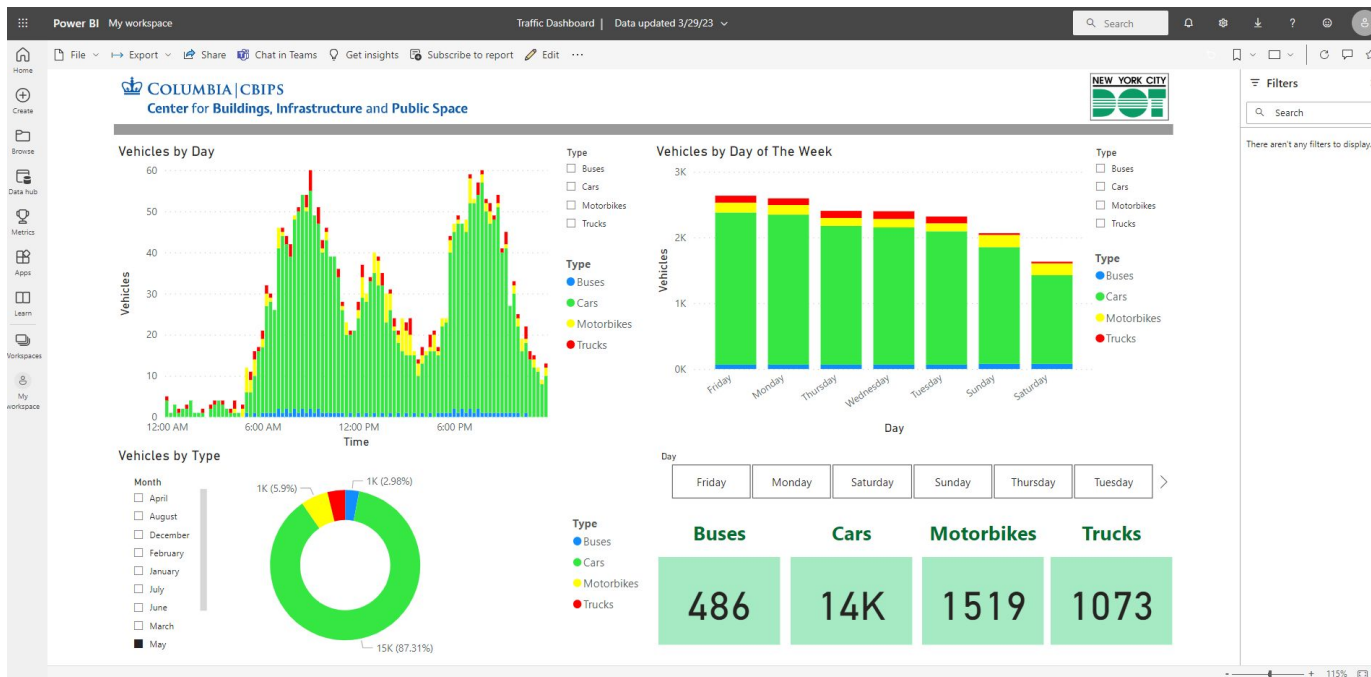 Power BI My workspace
Traffic Dashboard | Data updated 3/29/23
Search
?
Home
Create
Browse
Data hub
Metrics
Apps
Learn
Workspaces
My workspace
File
Export
Share
Chat in Teams
Get insights
Subscribe to report
Edit
...
COLUMBIA|CBIPS
Center for Buildings, Infrastructure and Public Space
NEW YORK CITY
DOT
Filters
Search
There aren't any filters to display.
Vehicles by Day
60
50
40
30
20
10
0
Vehicles
12:00 AM 6:00 AM 12:00 PM 6:00 PM
Time
Type
Buses
Cars
Motorbikes
Trucks
Type
Buses
Cars
Motorbikes
Trucks
Vehicles by Day of The Week
3K
2K
1K
0K
Vehicles
Friday Monday Thursday Wednesday Tuesday Sunday Saturday
Day
Type
Buses
Cars
Motorbikes
Trucks
Type
Buses
Cars
Motorbikes
Trucks
Vehicles by Type
Month
April
August
December
February
January
July
June
March
May
1K (5.9%)
1K (2.98%)
15K (87.31%)
Type
Buses
Cars
Motorbikes
Trucks
Day
Friday Monday Saturday Sunday Thursday Tuesday
Buses Cars Motorbikes Trucks
486 14K 1519 1073
- + 115%